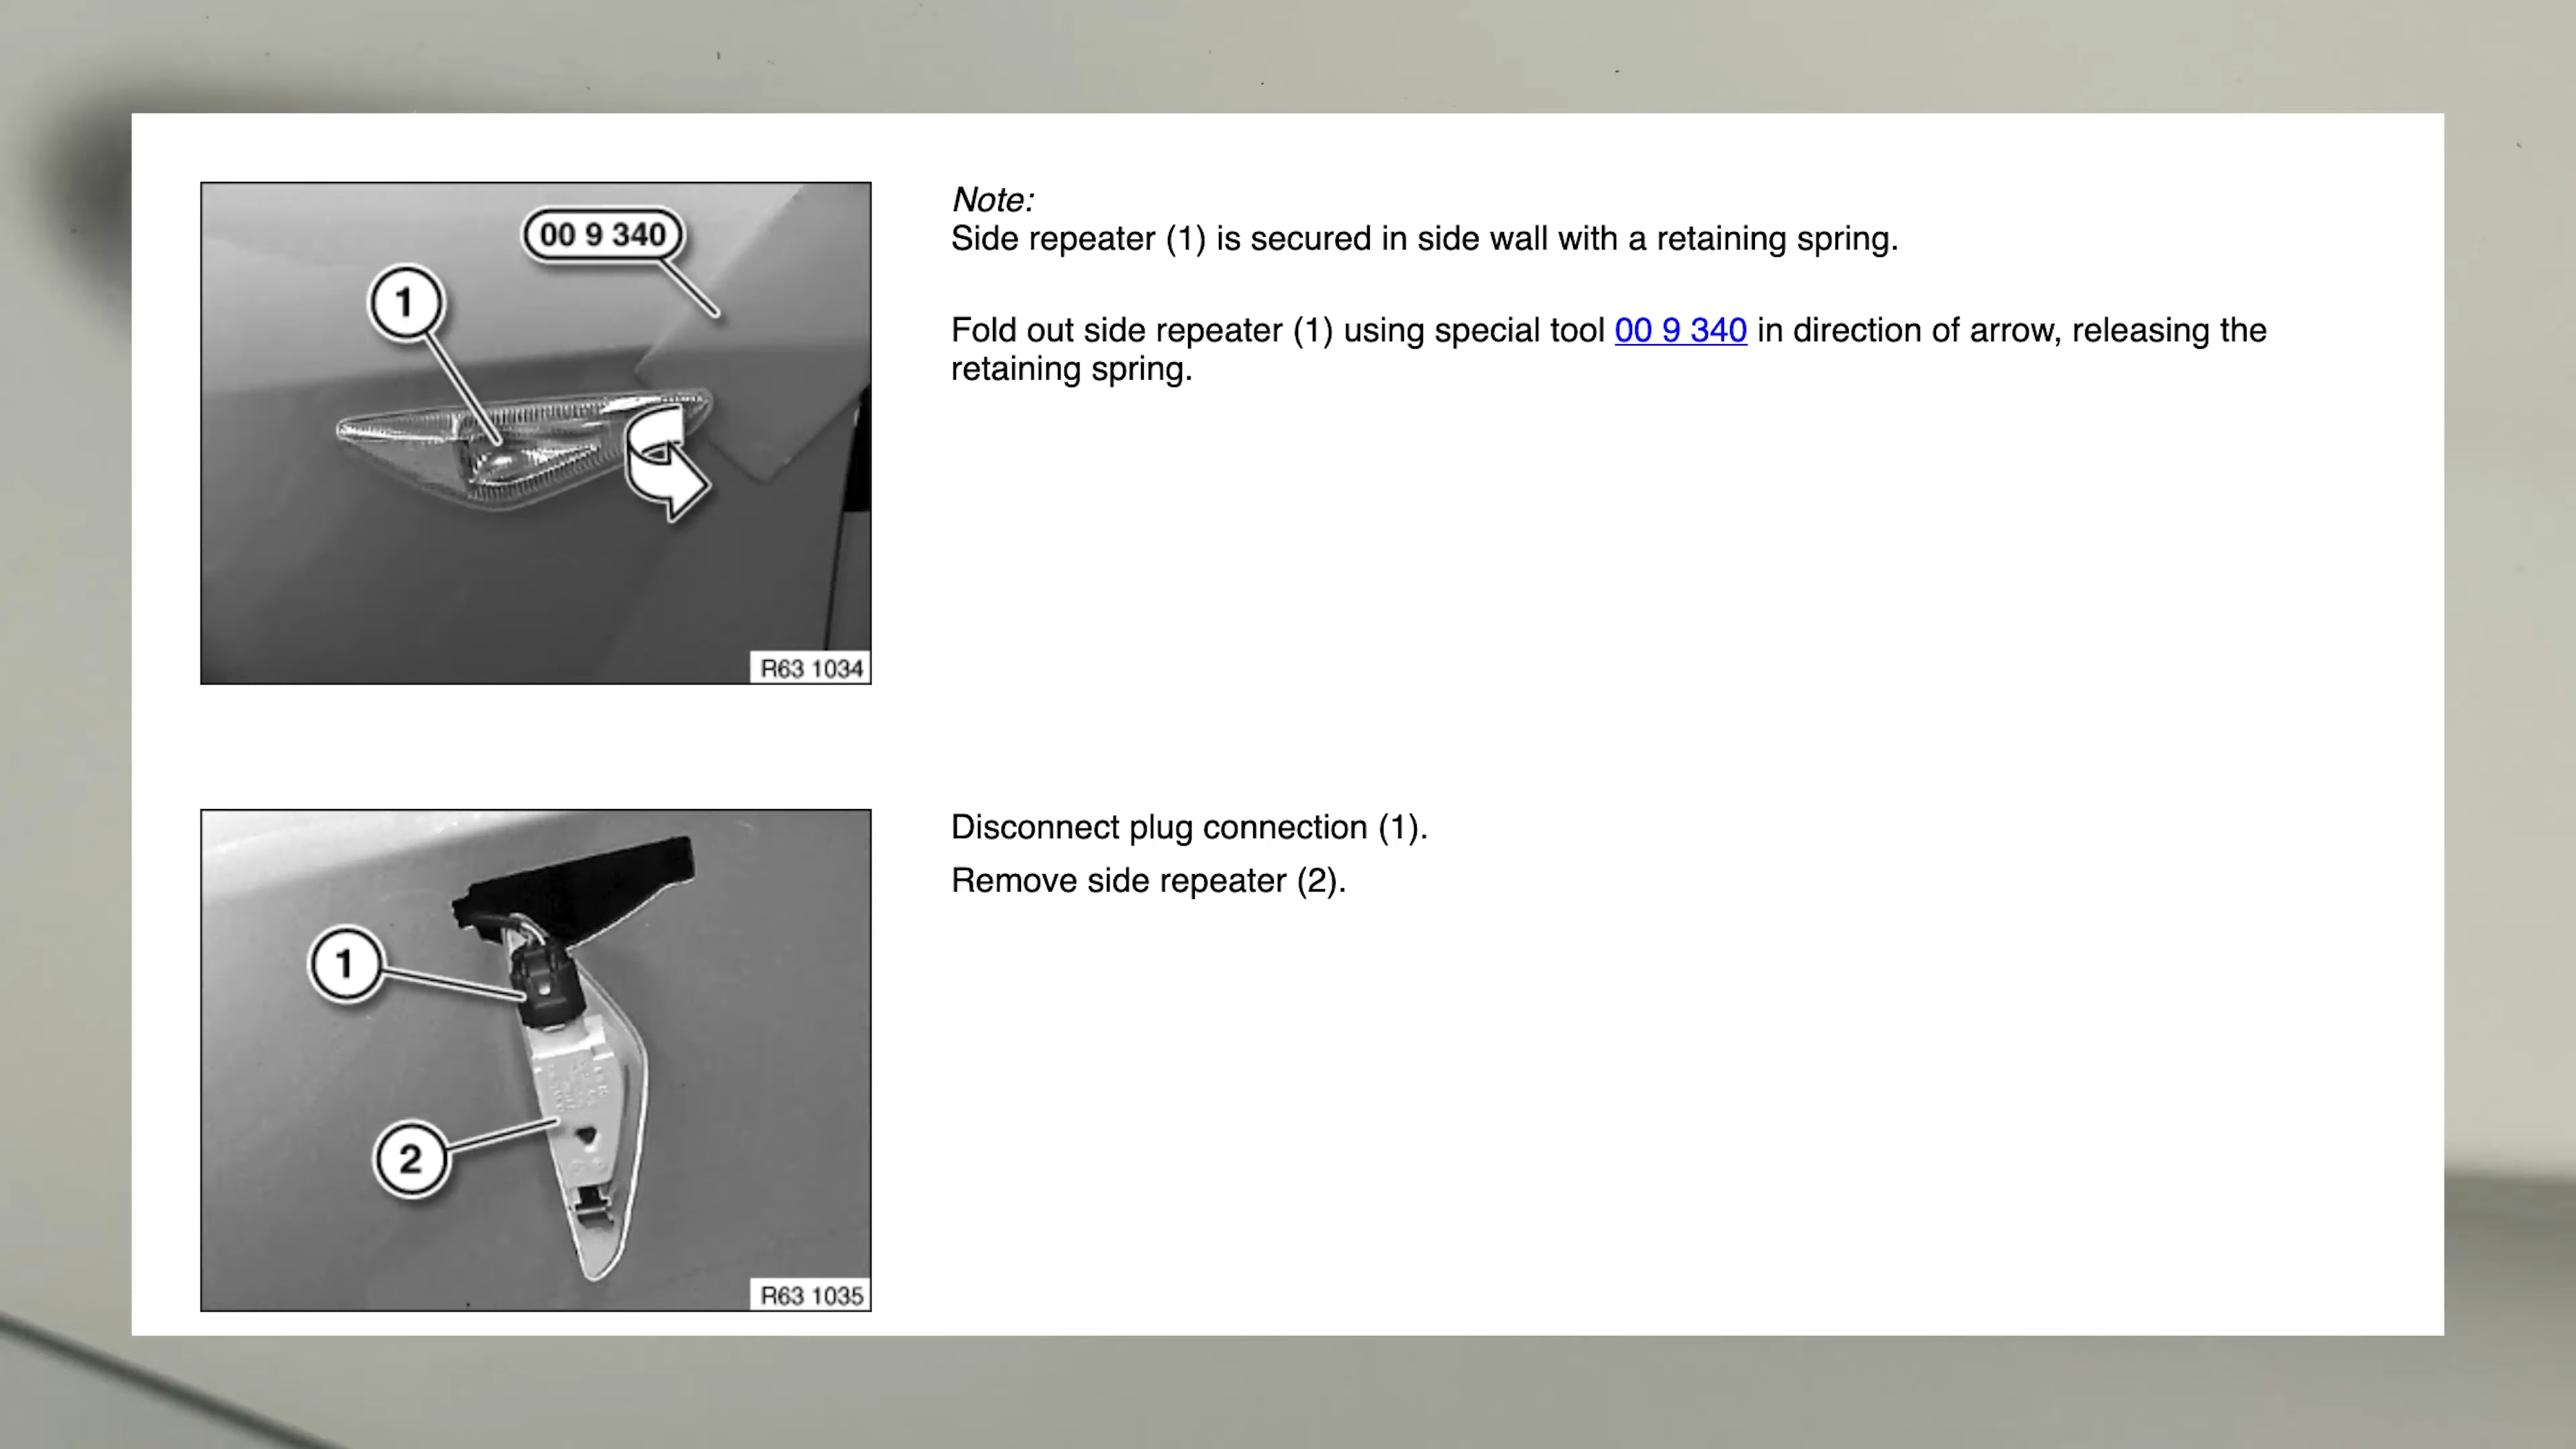 00 9 340
1
R63 1034
Note:
Side repeater (1) is secured in side wall with a retaining spring.
Fold out side repeater (1) using special tool 00 9 340 in direction of arrow, releasing the
retaining spring.
1
2
R63 1035
Disconnect plug connection (1).
Remove side repeater (2).